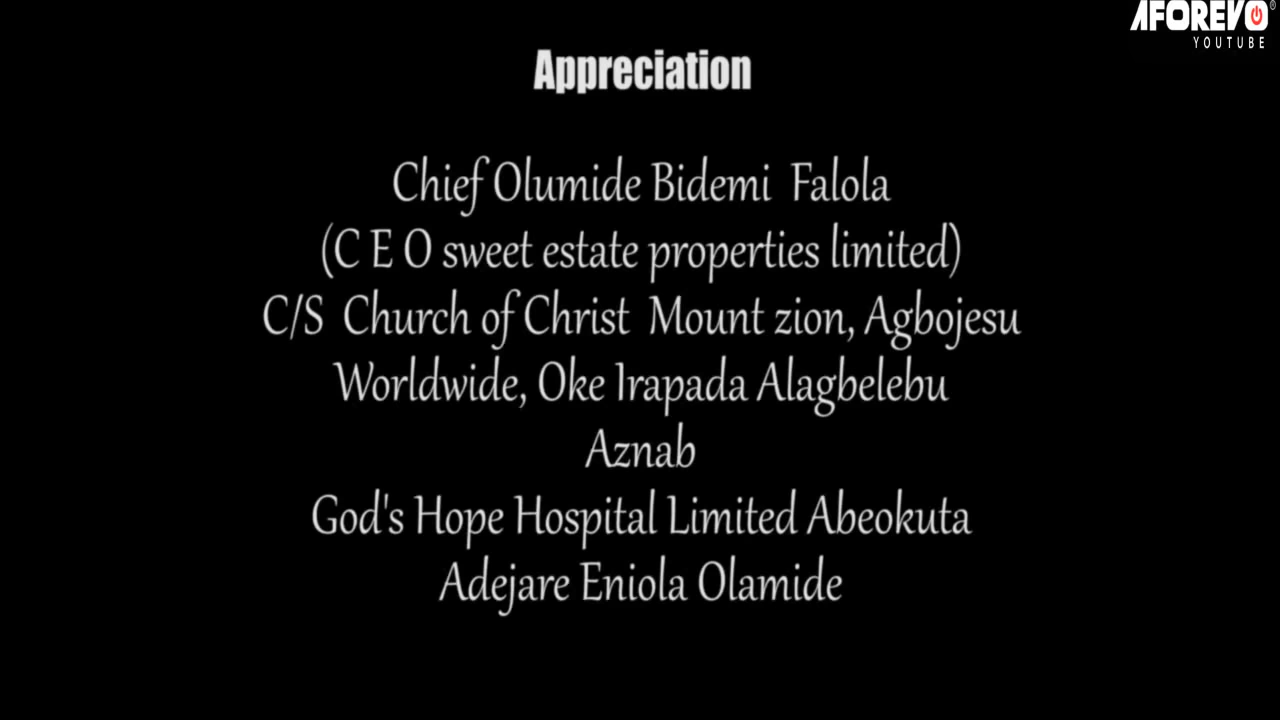 AFOREVO
YOUTUBE
Appreciation
Chief Olumide Bidemi Falola
(C E O sweet estate properties limited)
C/S Church of Christ Mount zion, Agbojesu
Worldwide, Oke Irapada Alagbelebu
Aznab
God's Hope Hospital Limited Abeokuta
Adejare Eniola Olamide